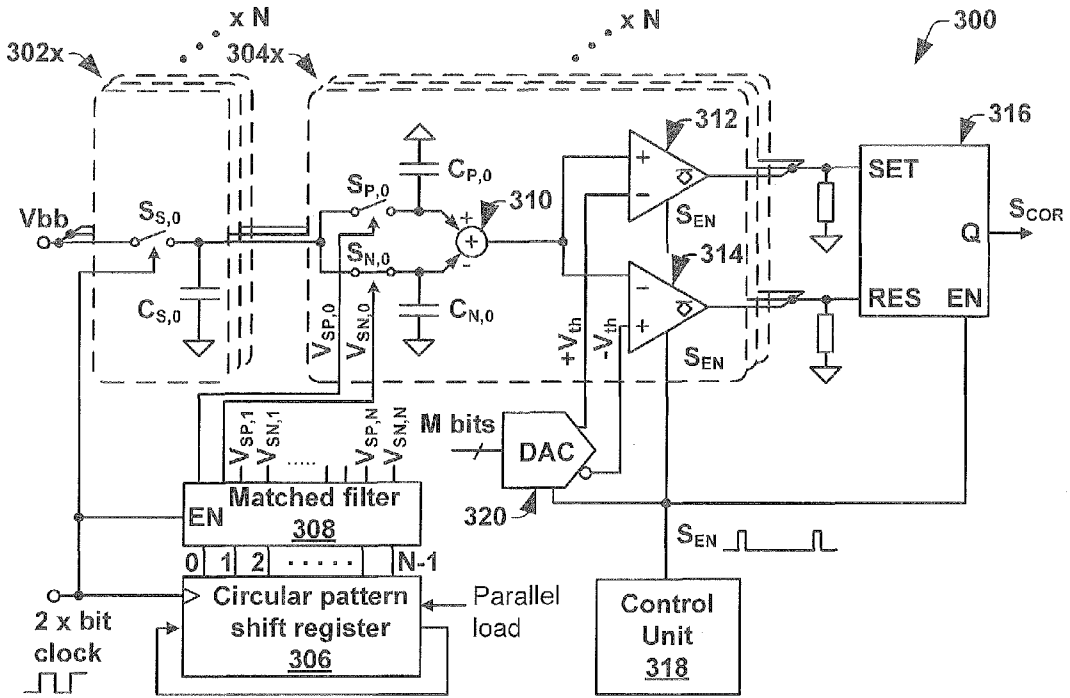 x N
x N
300
302x
304x
312
316
C_P,0
S_P,0
310
SET
Vbb
S_S,0
S_EN
S_COR
Q
314
S_N,0
C_S,0
C_N,0
RES
EN
V_SP,0
V_SN,0
+V_th
-V_th
S_EN
M bits
DAC
V_SP,1
V_SN,1
.....
V_SP,N
V_SN,N
320
Matched filter
EN
308
S_EN
0 1 2 ..... N-1
Circular pattern
shift register
306
Parallel
load
2 x bit
clock
Control
Unit
318